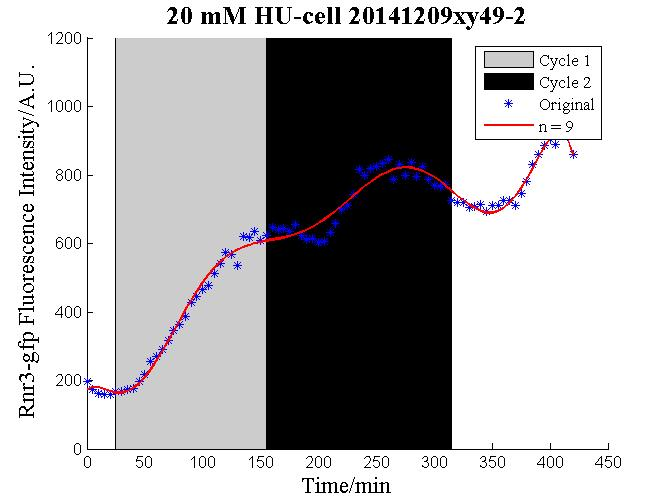 20 mM HU-cell 20141209xy49-2
Rnr3-gfp Fluorescence Intensity/A.U.
1200
1000
800
600
400
200
0
Cycle 1
Cycle 2
Original
n = 9
0 50 100 150 200 250 300 350 400 450
Time/min